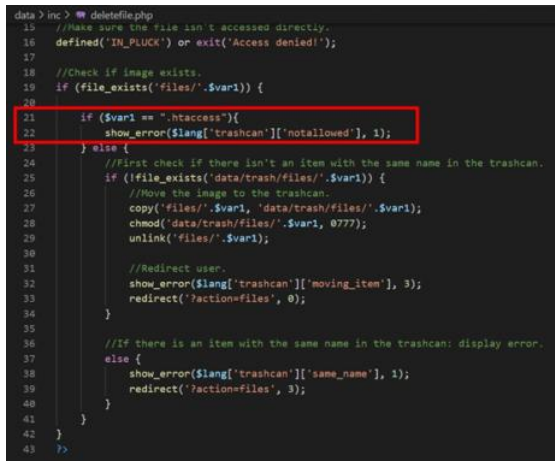 data > inc > deletefile.php
15 //Make sure the file isn't accessed directly.
16 defined('IN_PLUCK') or exit('Access denied!');
17
18 //Check if image exists.
19 if (file_exists('files/'.$var1)) {
20
21 if ($var1 == ".htaccess"){
22 show_error($lang['trashcan']['notallowed'], 1);
23 } else {
24 //First check if there isn't an item with the same name in the trashcan.
25 if (!file_exists('data/trash/files/'.$var1)) {
26 //Move the image to the trashcan.
27 copy('files/'.$var1, 'data/trash/files/'.$var1);
28 chmod('data/trash/files/'.$var1, 0777);
29 unlink('files/'.$var1);
30
31 //Redirect user.
32 show_error($lang['trashcan']['moving_item'], 3);
33 redirect('?action=files', 0);
34 }
35
36 //If there is an item with the same name in the trashcan: display error.
37 else {
38 show_error($lang['trashcan']['same_name'], 1);
39 redirect('?action=files', 3);
40 }
41 }
42 }
43 ?>